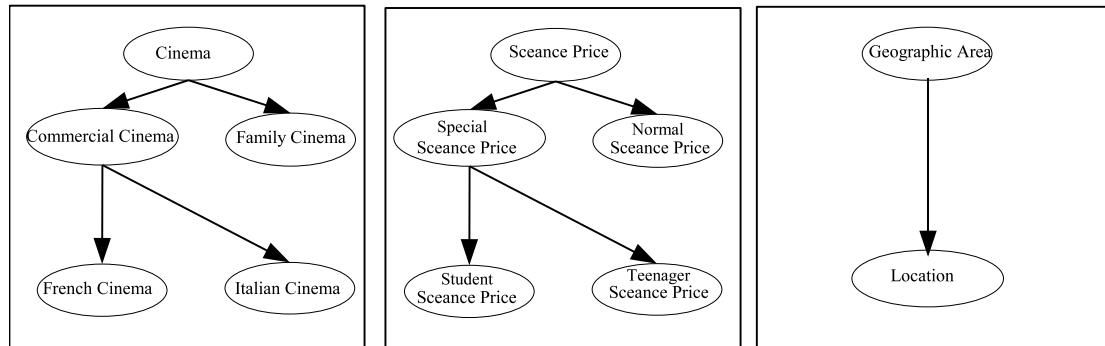 Cinema
Commercial Cinema
Family Cinema
French Cinema
Italian Cinema
Sceance Price
Special
Sceance Price
Normal
Sceance Price
Student
Sceance Price
Teenager
Sceance Price
Geographic Area
Location